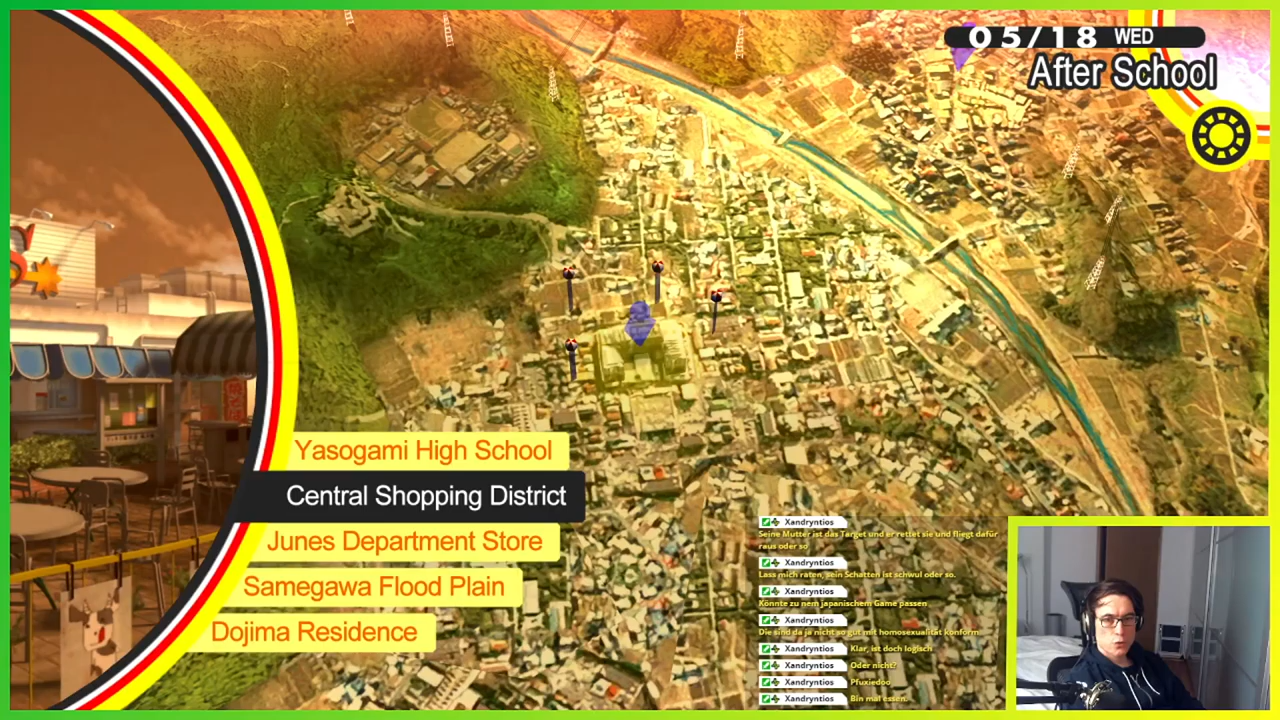 05/18 WED
After School
Yasogami High School
Central Shopping District
Junes Department Store
Samegawa Flood Plain
Dojima Residence
Xandryntios
Seine Mutter ist das Target und er rettet sie und fliegt dafür
raus oder so
Xandryntios
Lass mich raten, sein Schatten ist schwul oder so.
Xandryntios
Könnte zu nem japanischem Game passen
Xandryntios
Die sind da ja nicht so gut mit homosexualität konform.
Xandryntios Klar, ist doch logisch
Xandryntios Oder nicht?
Xandryntios Pfuxiedoo
Xandryntios Bin mal essen.